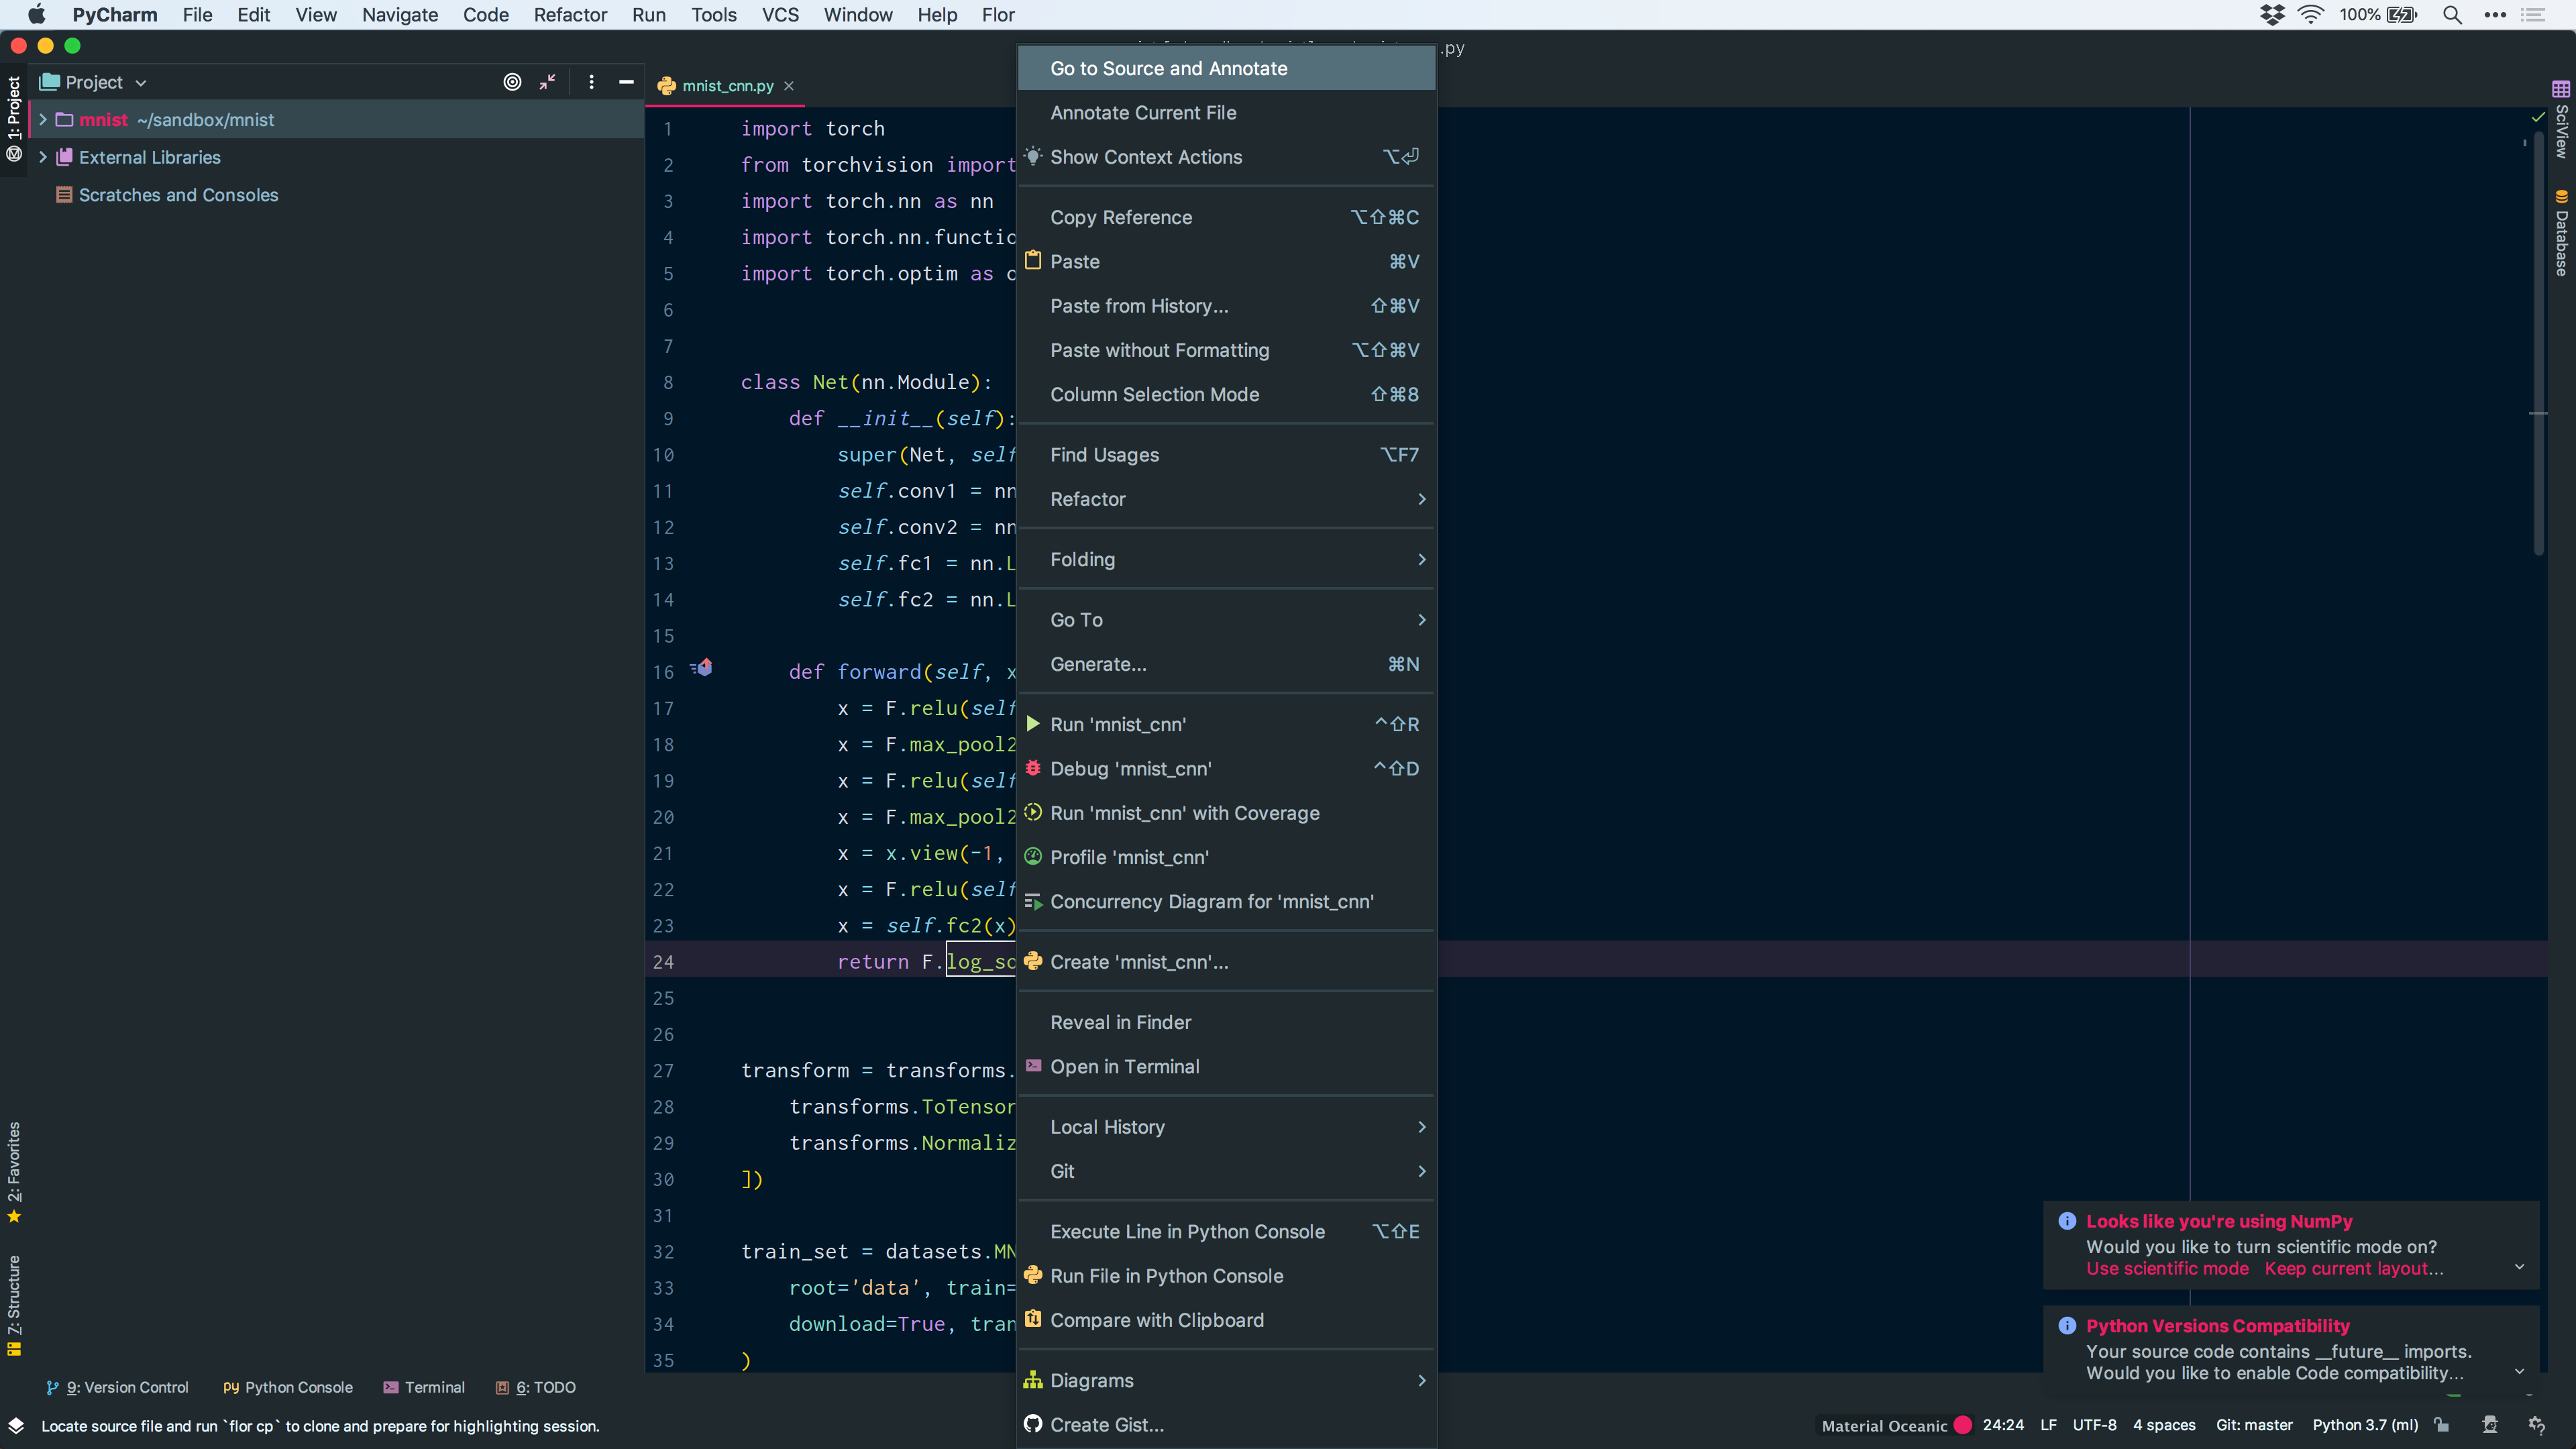 PyCharm File Edit View Navigate Code Refactor Run Tools VCS Window Help Flor 100%
.py
Project
mnist_cnn.py
mnist ~/sandbox/mnist
External Libraries
Scratches and Consoles
1: Project
2: Favorites
7: Structure
1 import torch
2 from torchvision import
3 import torch.nn as nn
4 import torch.nn.functio
5 import torch.optim as
6
7
8 class Net(nn.Module):
9 def __init__(self):
10 super(Net, self
11 self.conv1 = nn
12 self.conv2 = nn
13 self.fc1 = nn.L
14 self.fc2 = nn.L
15
16 def forward(self, x
17 x = F.relu(self
18 x = F.max_pool2
19 x = F.relu(self
20 x = F.max_pool2
21 x = x.view(-1,
22 x = F.relu(self
23 x = self.fc2(x)
24 return F.log_so
25
26
27 transform = transforms.
28 transforms.ToTensor
29 transforms.Normaliz
30 ])
31
32 train_set = datasets.MN
33 root='data', train=
34 download=True, tran
35 )
Go to Source and Annotate
Annotate Current File
Show Context Actions ⌥⏎
Copy Reference ⌥⇧⌘C
Paste ⌘V
Paste from History... ⇧⌘V
Paste without Formatting ⌥⇧⌘V
Column Selection Mode ⇧⌘8
Find Usages ⌥F7
Refactor
Folding
Go To
Generate... ⌘N
Run 'mnist_cnn' ^⇧R
Debug 'mnist_cnn' ^⇧D
Run 'mnist_cnn' with Coverage
Profile 'mnist_cnn'
Concurrency Diagram for 'mnist_cnn'
Create 'mnist_cnn'...
Reveal in Finder
Open in Terminal
Local History
Git
Execute Line in Python Console ⌥⇧E
Run File in Python Console
Compare with Clipboard
Diagrams
Create Gist...
SciView
Database
Looks like you're using NumPy
Would you like to turn scientific mode on?
Use scientific mode Keep current layout...
Python Versions Compatibility
Your source code contains __future__ imports.
Would you like to enable Code compatibility...
9: Version Control Python Console Terminal 6: TODO
Locate source file and run `flor cp` to clone and prepare for highlighting session.
Material Oceanic 24:24 LF UTF-8 4 spaces Git: master Python 3.7 (ml)